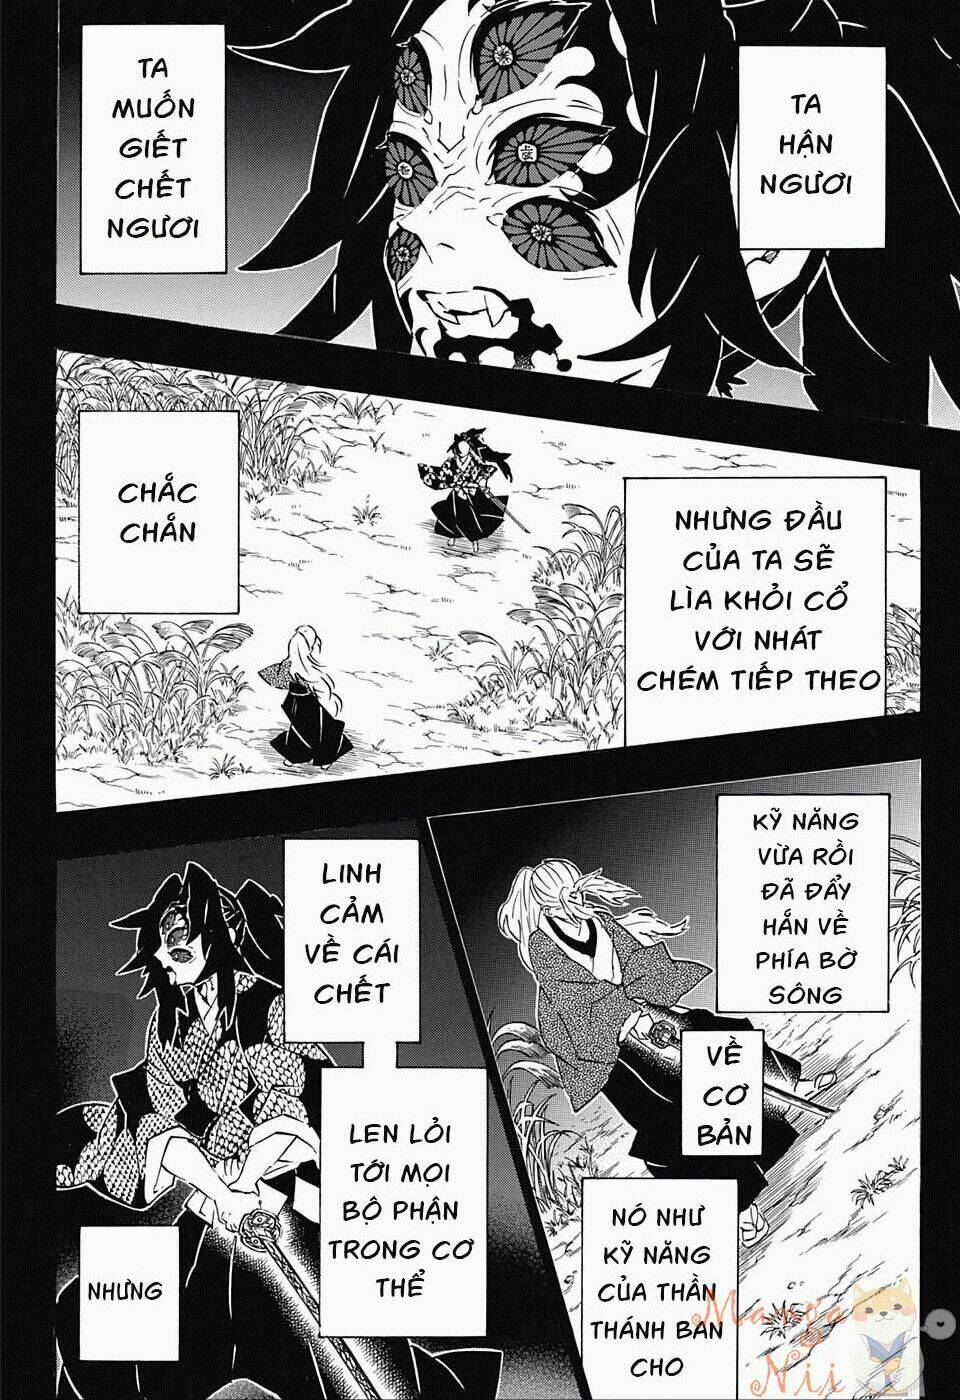 TA
HẬN
NGƯƠI
TA
MUỐN
GIẾT
CHẾT
NGƯƠI
NHƯNG ĐẦU
CỦA TA SẼ
LÌA KHỎI CỔ
VỚI NHÁT
CHÉM TIẾP THEO
CHẮC
CHẮN
KỸ NĂNG
VỪA RỒI
ĐÃ ĐẨY
HẮN VỀ
PHÍA BỜ
SÔNG
VỀ
CƠ
BẢN
NÓ NHƯ
KỸ NĂNG
CỦA THẦN
THÁNH BAN
CHO
LINH
CẢM
VỀ CÁI
CHẾT
LEN LỎI
TỚI MỌI
BỘ PHẬN
TRONG CƠ
THỂ
NHƯNG
Manga
Nii